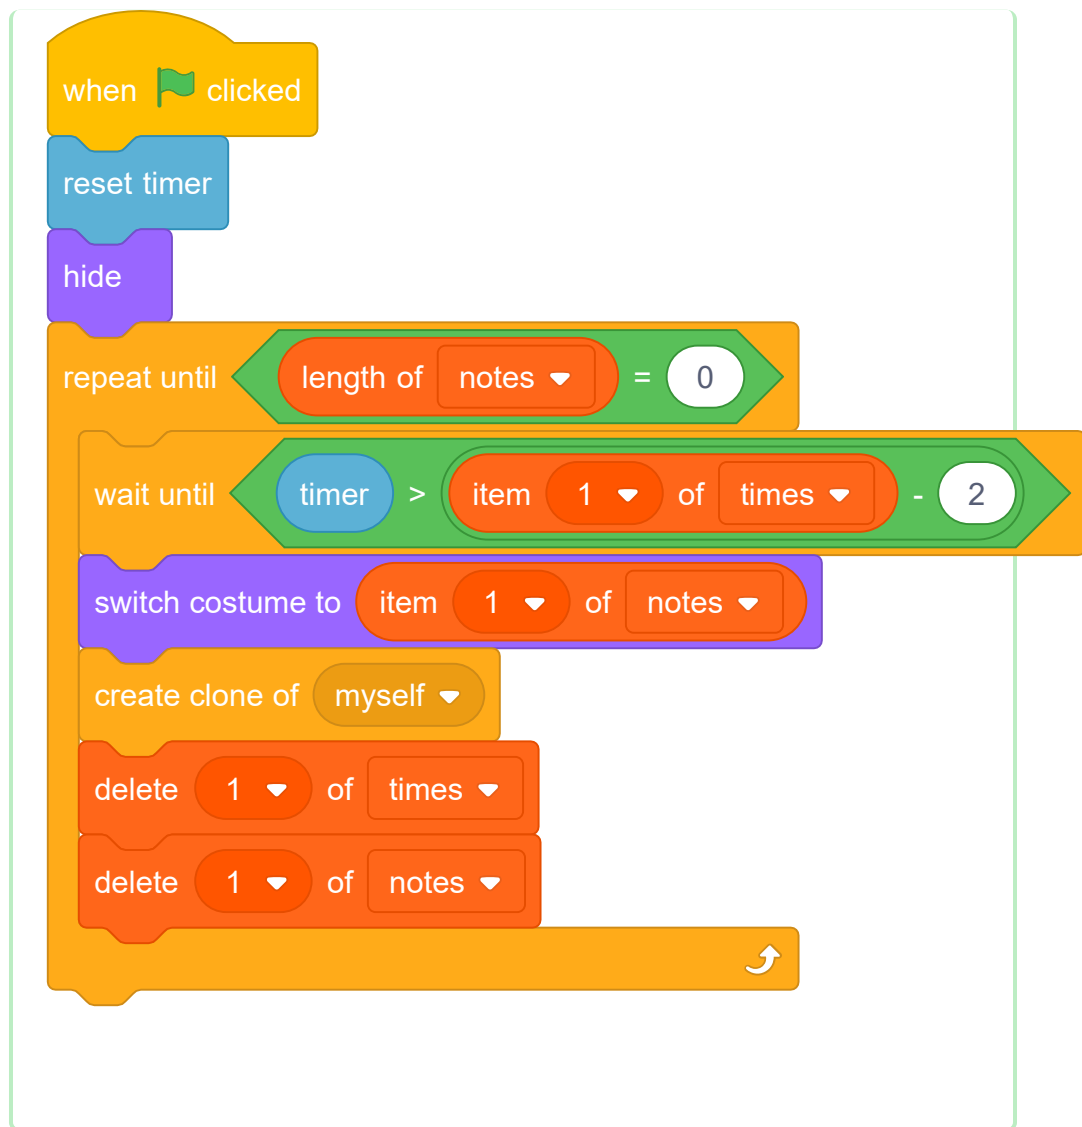 when clicked
reset timer
hide
repeat until length of notes = 0
wait until timer > item 1 of times - 2
switch costume to item 1 of notes
create clone of myself
delete 1 of times
delete 1 of notes